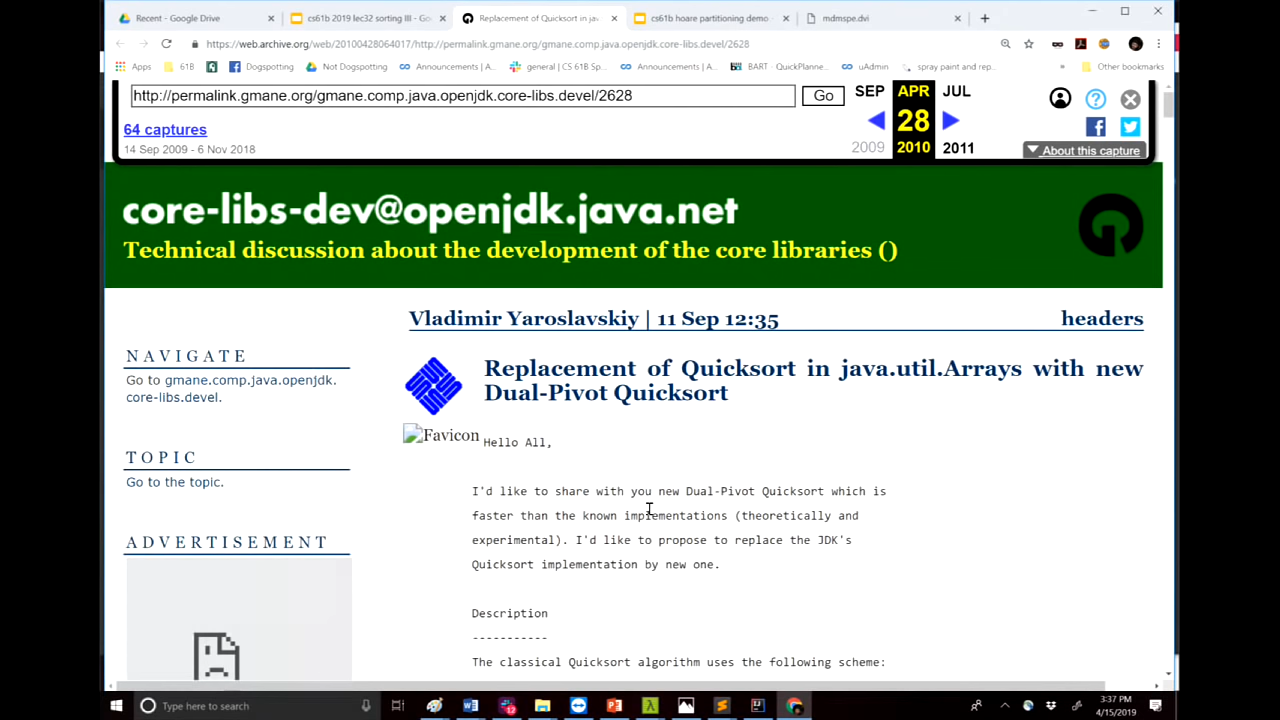 Recent - Google Drive
cs61b 2019 lec32 sorting III - Go
Replacement of Quicksort in jav
cs61b hoare partitioning demo
mdmspe.dvi
https://web.archive.org/web/20100428064017/http://permalink.gmane.org/gmane.comp.java.openjdk.core-libs.devel/2628
Apps
61B
Dogspotting
Not Dogspotting
Announcements | A...
general | CS 61B Sp...
Announcements | A...
BART - QuickPlanne...
uAdmin
spray paint and rep...
»
Other bookmarks
http://permalink.gmane.org/gmane.comp.java.openjdk.core-libs.devel/2628
Go
SEP APR JUL
64 captures
28
14 Sep 2009 - 6 Nov 2018
2009 2010 2011
About this capture
core-libs-dev@openjdk.java.net
Technical discussion about the development of the core libraries ()
Vladimir Yaroslavskiy | 11 Sep 12:35
headers
NAVIGATE
Go to gmane.comp.java.openjdk.
core-libs.devel.
TOPIC
Go to the topic.
ADVERTISEMENT
Replacement of Quicksort in java.util.Arrays with new
Dual-Pivot Quicksort
Favicon
Hello All,
I'd like to share with you new Dual-Pivot Quicksort which is
faster than the known implementations (theoretically and
experimental). I'd like to propose to replace the JDK's
Quicksort implementation by new one.
Description
-----------
The classical Quicksort algorithm uses the following scheme:
Type here to search
3:37 PM
4/15/2019